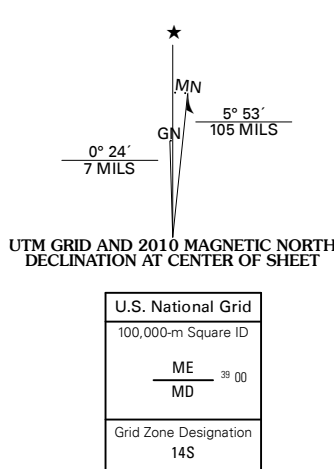 ★
MN
GN
5° 53´
105 MILS
0° 24´
7 MILS
UTM GRID AND 2010 MAGNETIC NORTH
DECLINATION AT CENTER OF SHEET
U.S. National Grid
100,000-m Square ID
ME
39 00
MD
Grid Zone Designation
14S